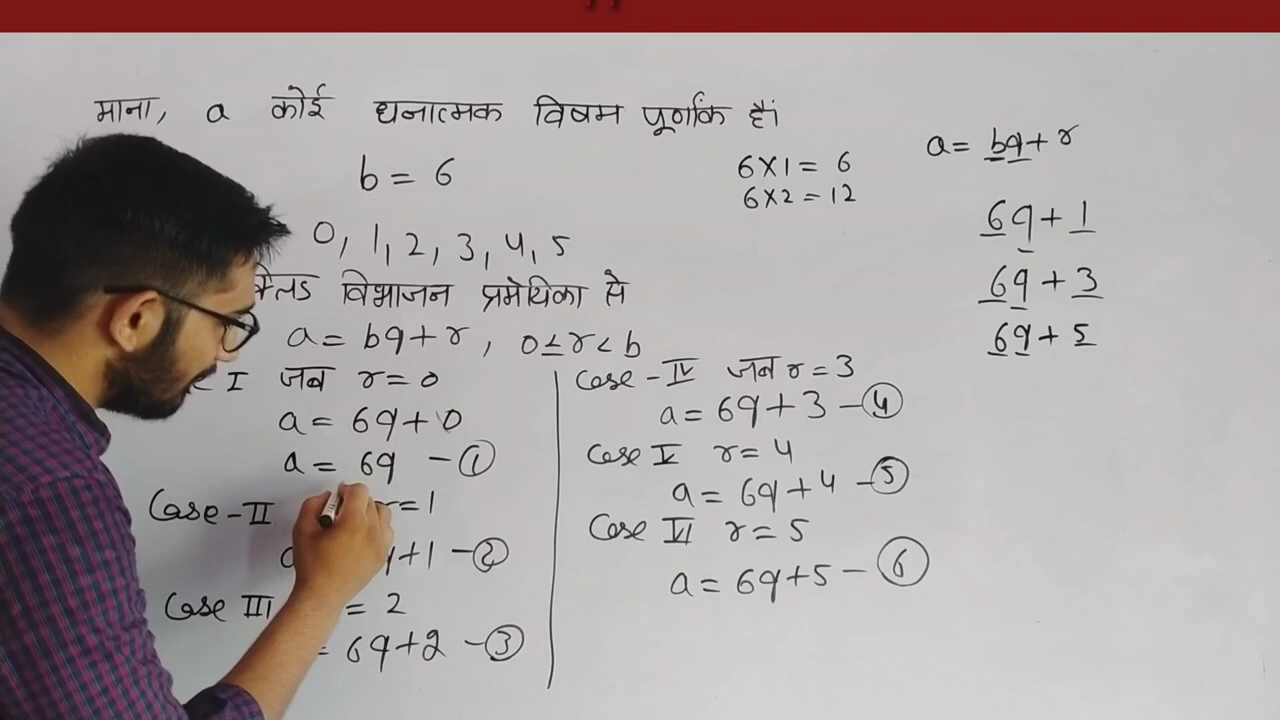 माना, a कोई धनात्मक विषम पूर्णांक है।
b = 6
0, 1, 2, 3, 4, 5
विभाजन प्रमेयिका से
a = bq + r , 0 ≤ r < b
I जब r = 0
a = 6q + 0
a = 6q - ①
Case - II r = 1
+ 1 - ②
Case III = 2
= 6q + 2 - ③
Case - IV जब r = 3
a = 6q + 3 - ④
Case V r = 4
a = 6q + 4 - ⑤
Case VI r = 5
a = 6q + 5 - ⑥
6 X 1 = 6
6 X 2 = 12
a = bq + r
6q + 1
6q + 3
6q + 5